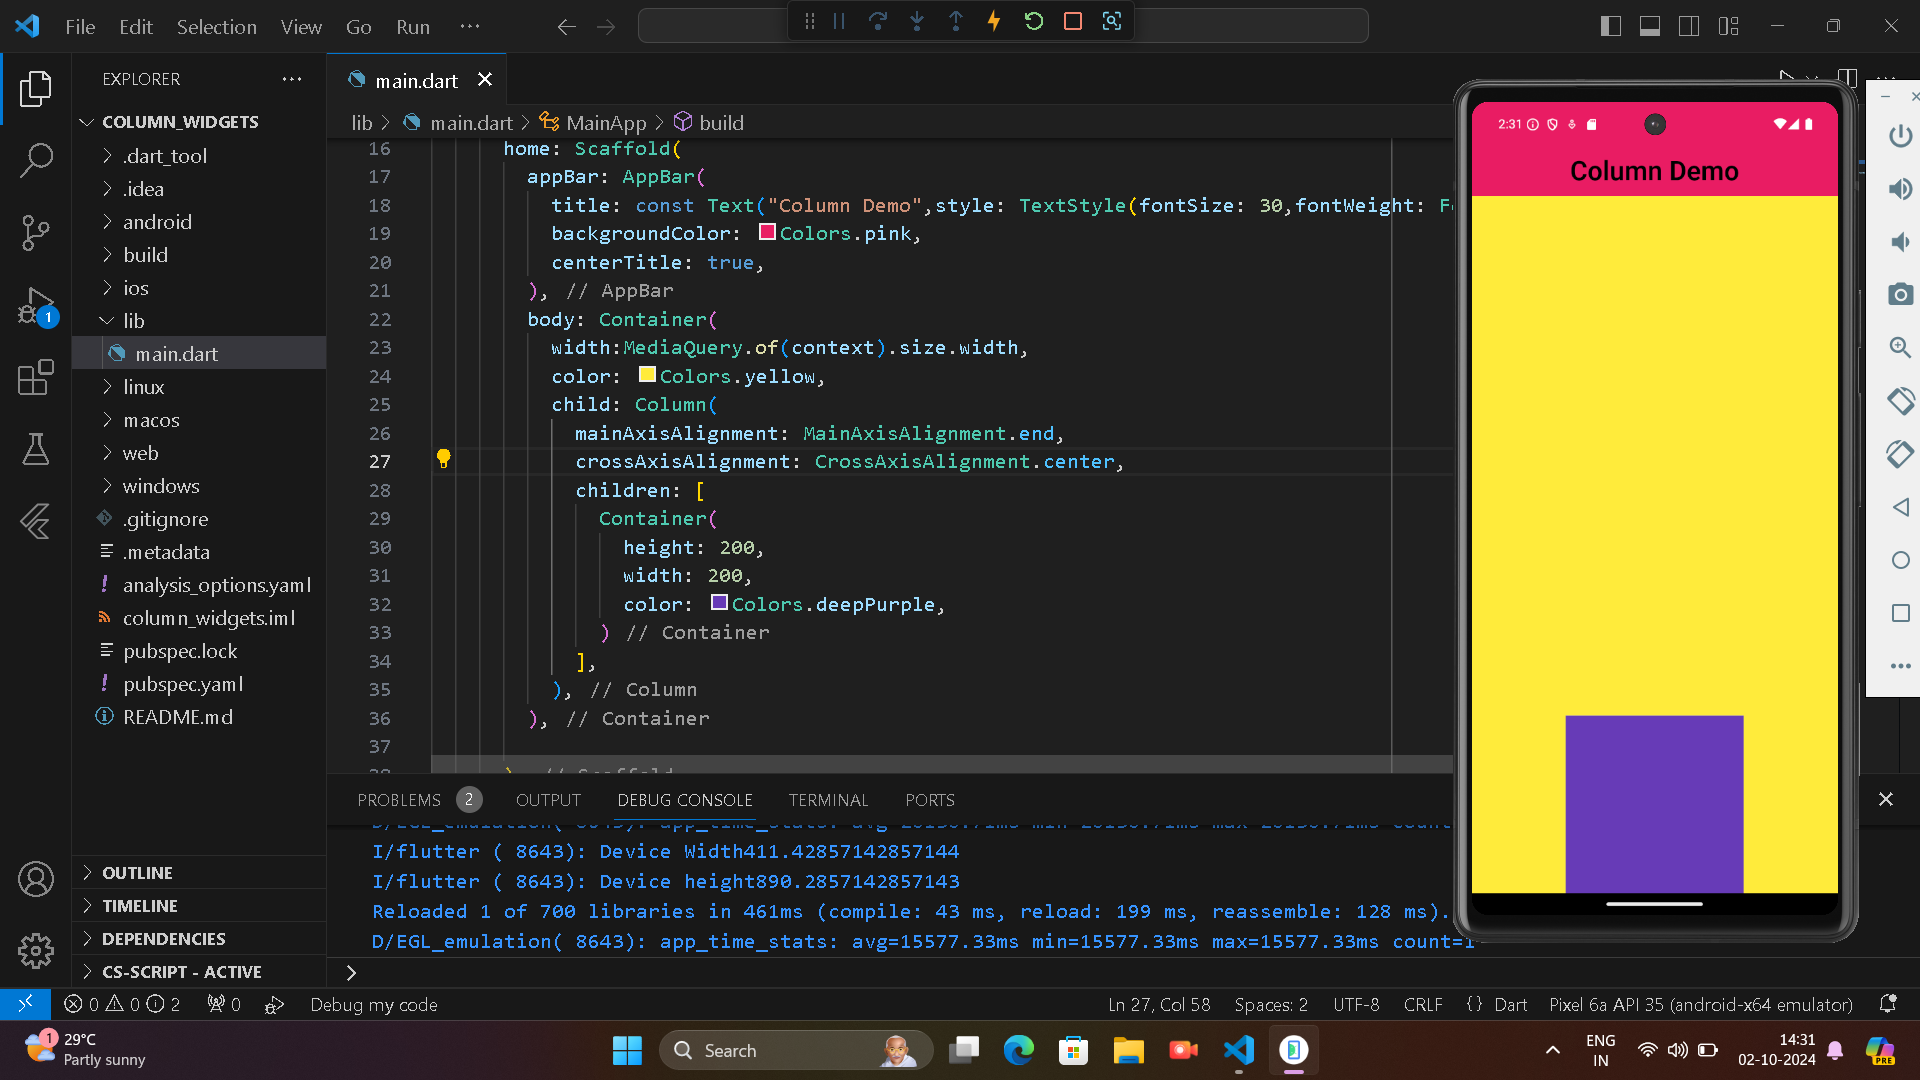 File Edit Selection View Go Run ···
EXPLORER ···
COLUMN_WIDGETS
.dart_tool
.idea
android
build
ios
lib
main.dart
linux
macos
web
windows
.gitignore
.metadata
analysis_options.yaml
column_widgets.iml
pubspec.lock
pubspec.yaml
README.md
OUTLINE
TIMELINE
DEPENDENCIES
CS-SCRIPT - ACTIVE
1
main.dart
lib > main.dart > MainApp > build
16 home: Scaffold(
17 appBar: AppBar(
18 title: const Text("Column Demo",style: TextStyle(fontSize: 30,fontWeight: F
19 backgroundColor: Colors.pink,
20 centerTitle: true,
21 ), // AppBar
22 body: Container(
23 width:MediaQuery.of(context).size.width,
24 color: Colors.yellow,
25 child: Column(
26 mainAxisAlignment: MainAxisAlignment.end,
27 crossAxisAlignment: CrossAxisAlignment.center,
28 children: [
29 Container(
30 height: 200,
31 width: 200,
32 color: Colors.deepPurple,
33 ) // Container
34 ],
35 ), // Column
36 ), // Container
37
2:31
Column Demo
PROBLEMS 2 OUTPUT DEBUG CONSOLE TERMINAL PORTS
I/flutter ( 8643): Device Width411.42857142857144
I/flutter ( 8643): Device height890.2857142857143
Reloaded 1 of 700 libraries in 461ms (compile: 43 ms, reload: 199 ms, reassemble: 128 ms).
D/EGL_emulation( 8643): app_time_stats: avg=15577.33ms min=15577.33ms max=15577.33ms count=1
>
0 0 2 0 Debug my code Ln 27, Col 58 Spaces: 2 UTF-8 CRLF {} Dart Pixel 6a API 35 (android-x64 emulator)
1
29°C
Partly sunny
Search
ENG
IN
14:31
02-10-2024
PRE